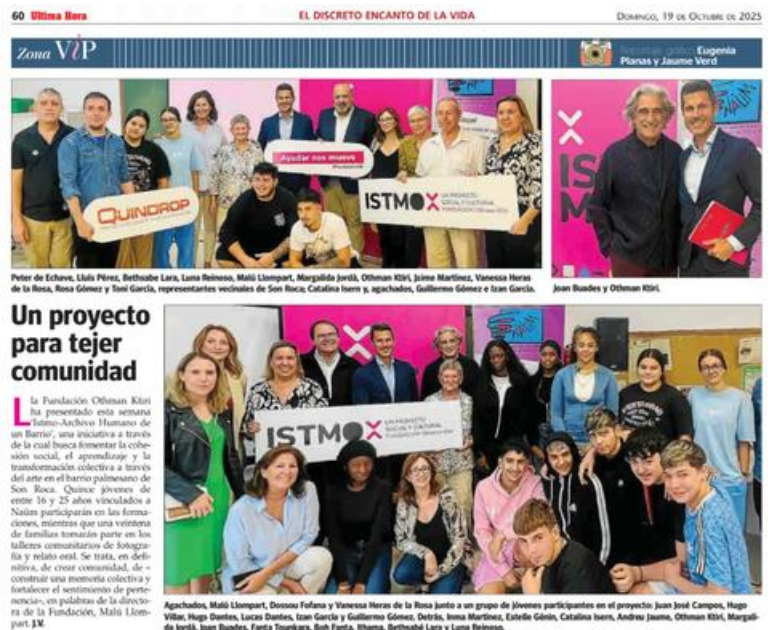 60 Ultima Hora
EL DISCRETO ENCANTO DE LA VIDA
DOMINGO, 19 DE OCTUBRE DE 2025
Zona ViP
Reportaje gráfico: Eugenia
Planas y Jaume Verd
QUINDROP
Ayudar nos mueve
ISTMOX
UN PROYECTO
SOCIAL Y CULTURAL
Peter de Echave, Lluís Pérez, Bethsabe Lara, Luna Reinoso, Malú Llompart, Margalida Jordà, Othman Ktiri, Jaime Martínez, Vanessa Heras
de la Rosa, Rosa Gómez y Toni García, representantes vecinales de Son Roca; Catalina Isern y, agachados, Guillermo Gómez e Izan García.
Joan Buades y Othman Ktiri.
Un proyecto
para tejer
comunidad
la Fundación Othman Ktiri
ha presentado esta semana
'Istmo-Archivo Humano de
un Barrio', una iniciativa a través
de la cual busca fomentar la cohe-
sión social, el aprendizaje y la
transformación colectiva a través
del arte en el barrio palmesano de
Son Roca. Quince jóvenes de
entre 16 y 25 años vinculados a
Naüm participarán en las forma-
ciones, mientras que una veintena
de familias tomarán parte en los
talleres comunitarios de fotogra-
fía y relato oral. Se trata, en defi-
nitiva, de crear comunidad, de «
construir una memoria colectiva y
fortalecer el sentimiento de perte-
nencia», en palabras de la directo-
ra de la Fundación, Malú Llom-
part. J.V.
ISTMOX
UN PROYECTO
SOCIAL Y CULTURAL
Agachados, Malú Llompart, Dossou Fofana y Vanessa Heras de la Rosa junto a un grupo de jóvenes participantes en el proyecto: Juan José Campos, Hugo
Villar, Hugo Dantes, Lucas Dantes, Izan García y Guillermo Gómez. Detrás, Inma Martínez, Estelle Génin, Catalina Isern, Andreu Jaume, Othman Ktiri, Margali-
da Jordà, Joan Buades, Fanta Tounkara, Boh Fanta, Ithama, Bethsabé Lara y Luna Reinoso.